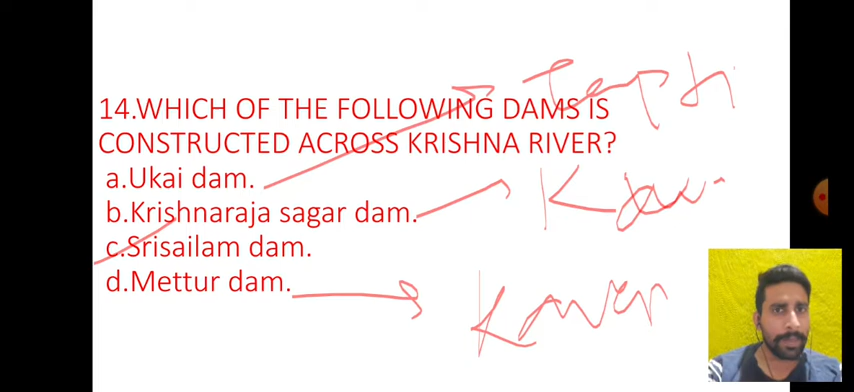 Tapti
14.WHICH OF THE FOLLOWING DAMS IS
CONSTRUCTED ACROSS KRISHNA RIVER?
a.Ukai dam.
b.Krishnaraja sagar dam.
c.Srisailam dam.
d.Mettur dam.